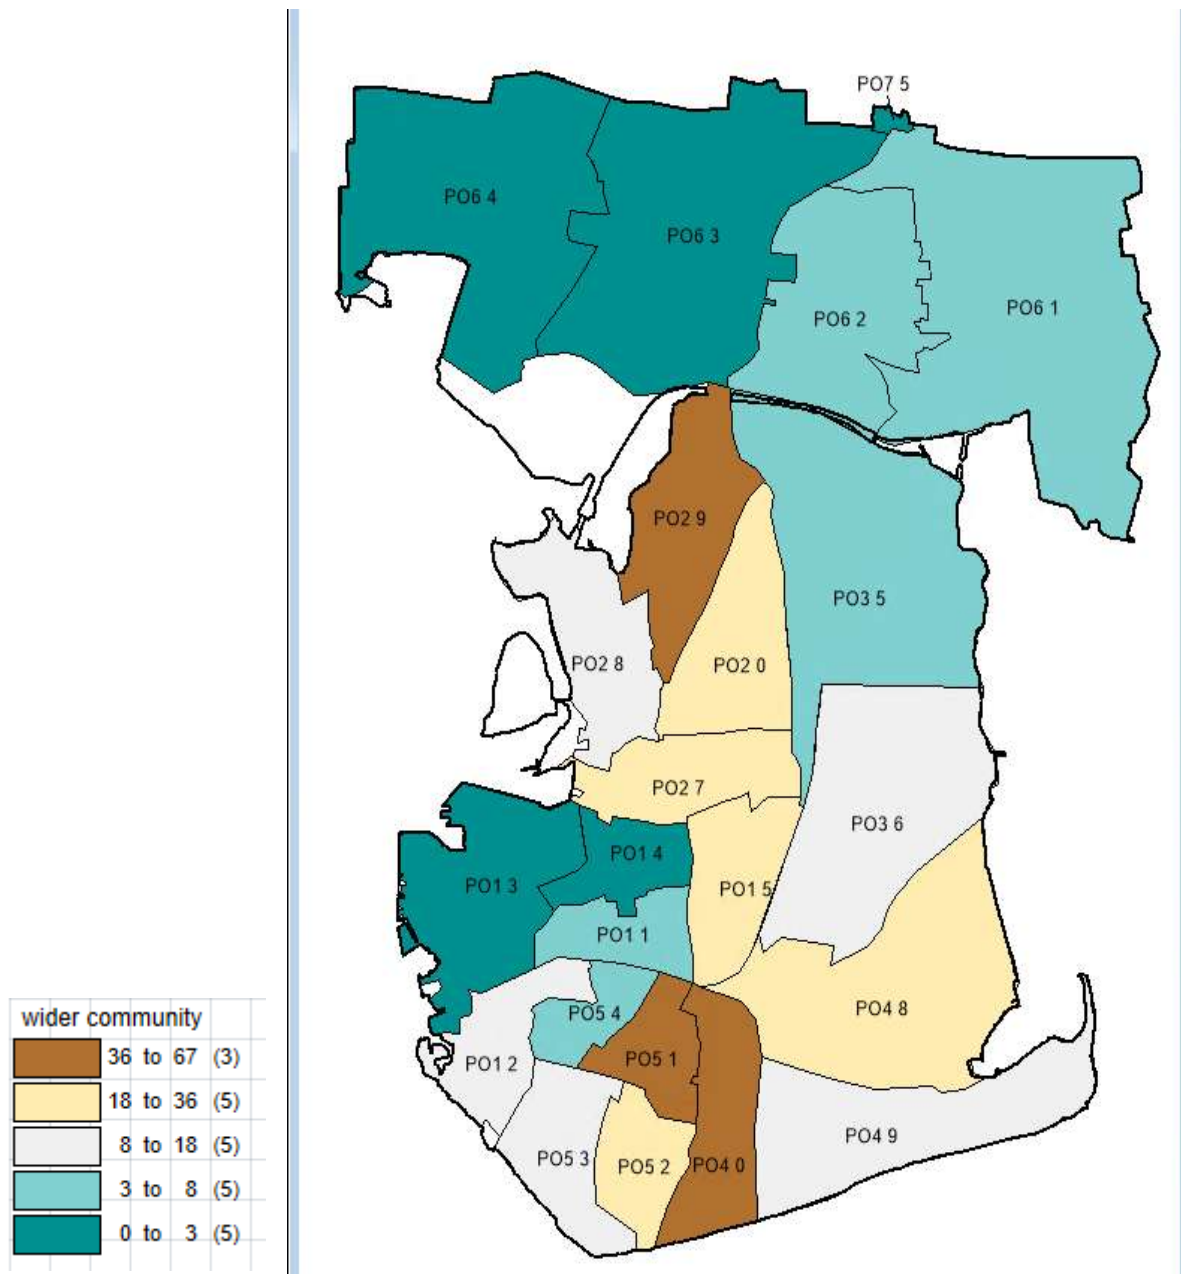 PO7 5
PO6 4
PO6 3
PO6 2
PO6 1
PO2 9
PO3 5
PO2 8
PO2 0
PO2 7
PO3 6
PO1 4
PO1 3
PO1 5
PO1 1
PO5 4
PO4 8
PO1 2
PO5 1
PO4 9
PO5 3
PO5 2
PO4 0
wider community
36 to 67 (3)
18 to 36 (5)
8 to 18 (5)
3 to 8 (5)
0 to 3 (5)